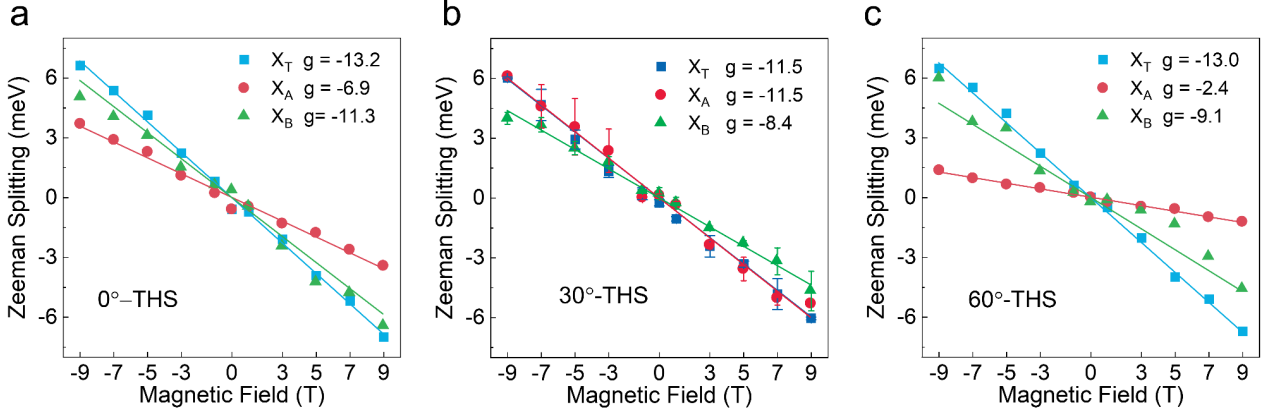 a
Zeeman Splitting (meV)
6
3
0
-3
-6
X_T g = -13.2
X_A g = -6.9
X_B g= -11.3
0°–THS
-9 -7 -5 -3 0 3 5 7 9
Magnetic Field (T)
b
Zeeman Splitting (meV)
6
3
0
-3
-6
X_T g = -11.5
X_A g = -11.5
X_B g = -8.4
30°-THS
-9 -7 -5 -3 0 3 5 7 9
Magnetic Field (T)
c
Zeeman Splitting (meV)
6
3
0
-3
-6
X_T g = -13.0
X_A g = -2.4
X_B g = -9.1
60°-THS
-9 -7 -5 -3 0 3 5 7 9
Magnetic Field (T)